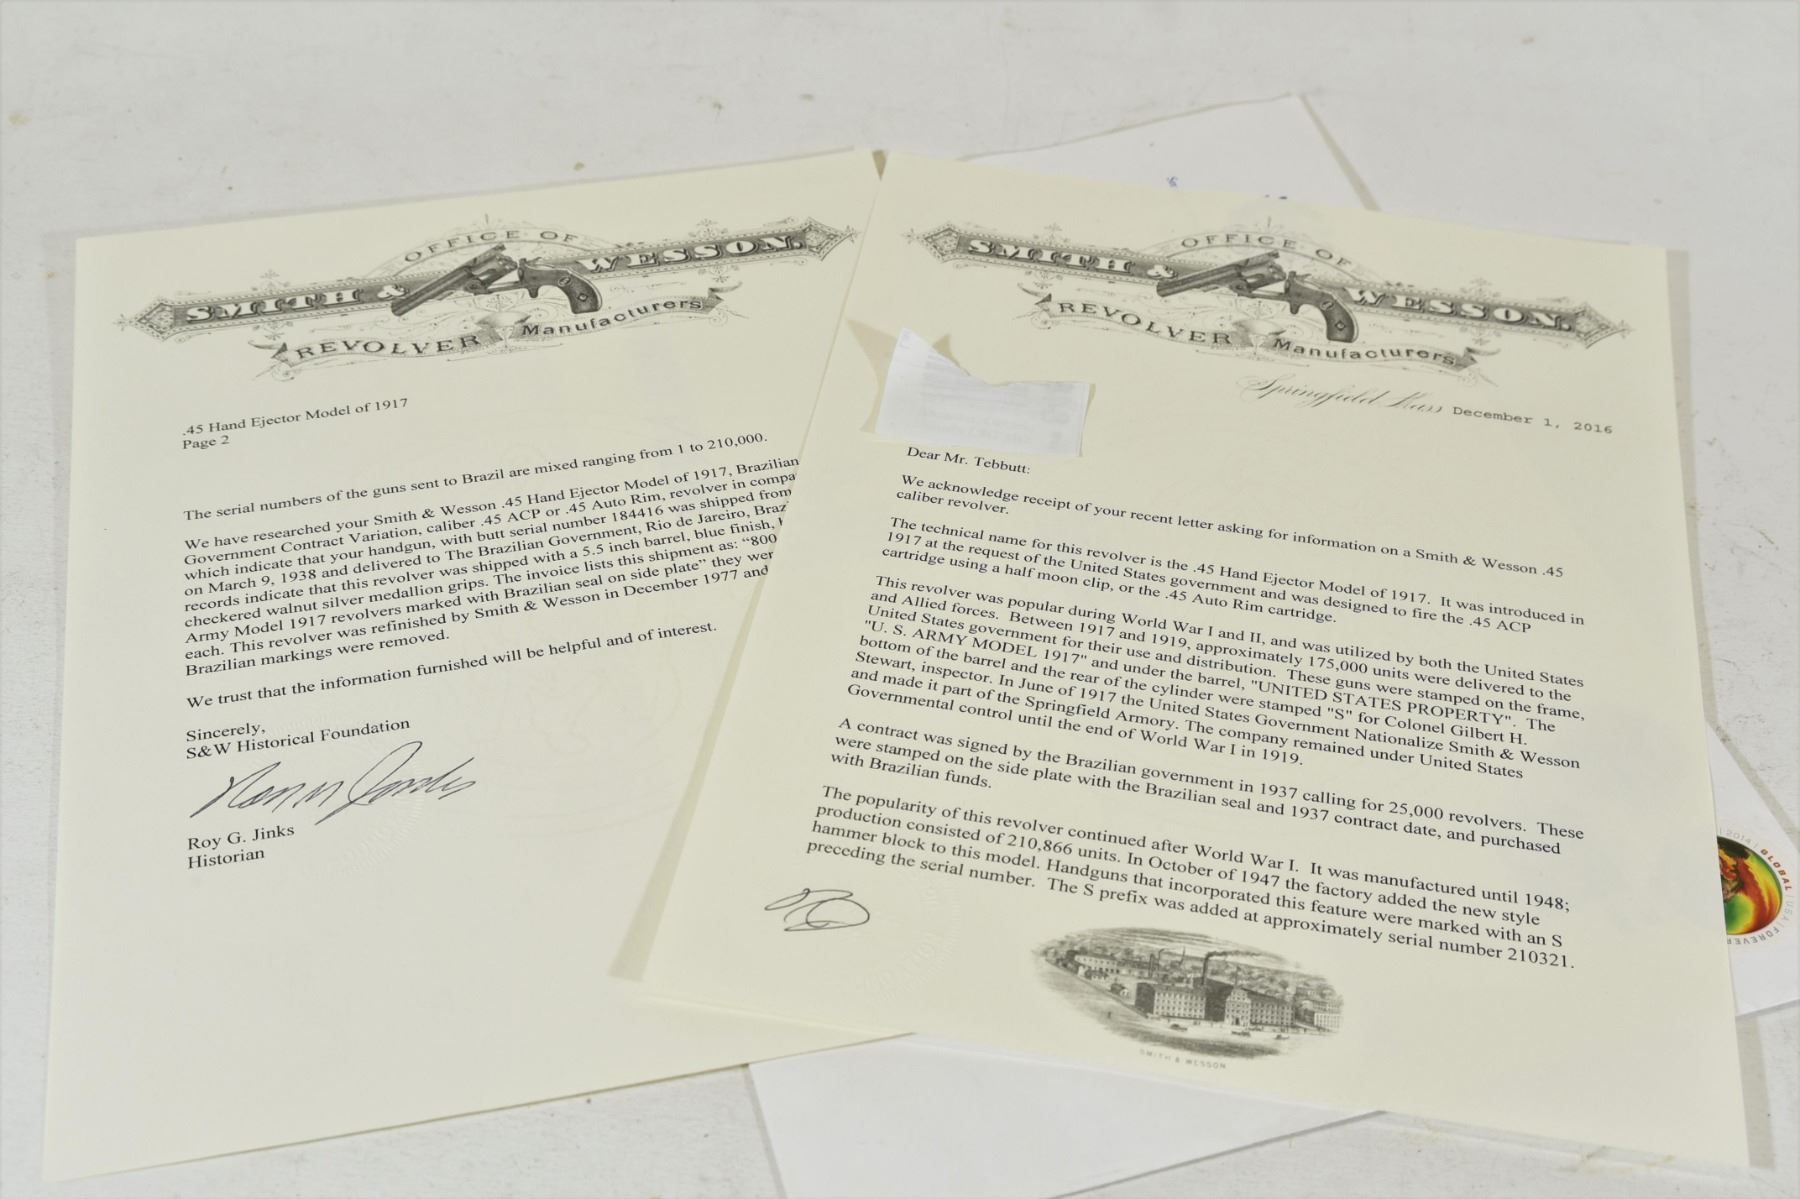 OFFICE OF
SMITH & WESSON.
REVOLVER Manufacturers
.45 Hand Ejector Model of 1917
Page 2
The serial numbers of the guns sent to Brazil are mixed ranging from 1 to 210,000.
We have researched your Smith & Wesson .45 Hand Ejector Model of 1917, Brazilian
Government Contract Variation, caliber .45 ACP or .45 Auto Rim, revolver in compa
which indicate that your handgun, with butt serial number 184416 was shipped from
on March 9, 1938 and delivered to The Brazilian Government, Rio de Jareiro, Braz
records indicate that this revolver was shipped with a 5.5 inch barrel, blue finish,
checkered walnut silver medallion grips. The invoice lists this shipment as: “800
Army Model 1917 revolvers marked with Brazilian seal on side plate” they wer
each. This revolver was refinished by Smith & Wesson in December 1977 and
Brazilian markings were removed.
We trust that the information furnished will be helpful and of interest.
Sincerely,
S&W Historical Foundation
Roy G. Jinks
Historian
OFFICE OF
SMITH & WESSON.
REVOLVER Manufacturers
Springfield Mass December 1, 2016
Dear Mr. Tebbutt:
We acknowledge receipt of your recent letter asking for information on a Smith & Wesson .45
caliber revolver.
The technical name for this revolver is the .45 Hand Ejector Model of 1917. It was introduced in
1917 at the request of the United States government and was designed to fire the .45 ACP
cartridge using a half moon clip, or the .45 Auto Rim cartridge.
This revolver was popular during World War I and II, and was utilized by both the United States
and Allied forces. Between 1917 and 1919, approximately 175,000 units were delivered to the
United States government for their use and distribution. These guns were stamped on the frame,
"U. S. ARMY MODEL 1917" and under the barrel, "UNITED STATES PROPERTY". The
bottom of the barrel and the rear of the cylinder were stamped "S" for Colonel Gilbert H.
Stewart, inspector. In June of 1917 the United States Government Nationalize Smith & Wesson
and made it part of the Springfield Armory. The company remained under United States
Governmental control until the end of World War I in 1919.
A contract was signed by the Brazilian government in 1937 calling for 25,000 revolvers. These
were stamped on the side plate with the Brazilian seal and 1937 contract date, and purchased
with Brazilian funds.
The popularity of this revolver continued after World War I. It was manufactured until 1948;
production consisted of 210,866 units. In October of 1947 the factory added the new style
hammer block to this model. Handguns that incorporated this feature were marked with an S
preceding the serial number. The S prefix was added at approximately serial number 210321.
SMITH & WESSON
2014 | GLOBAL | USA | FOREVER